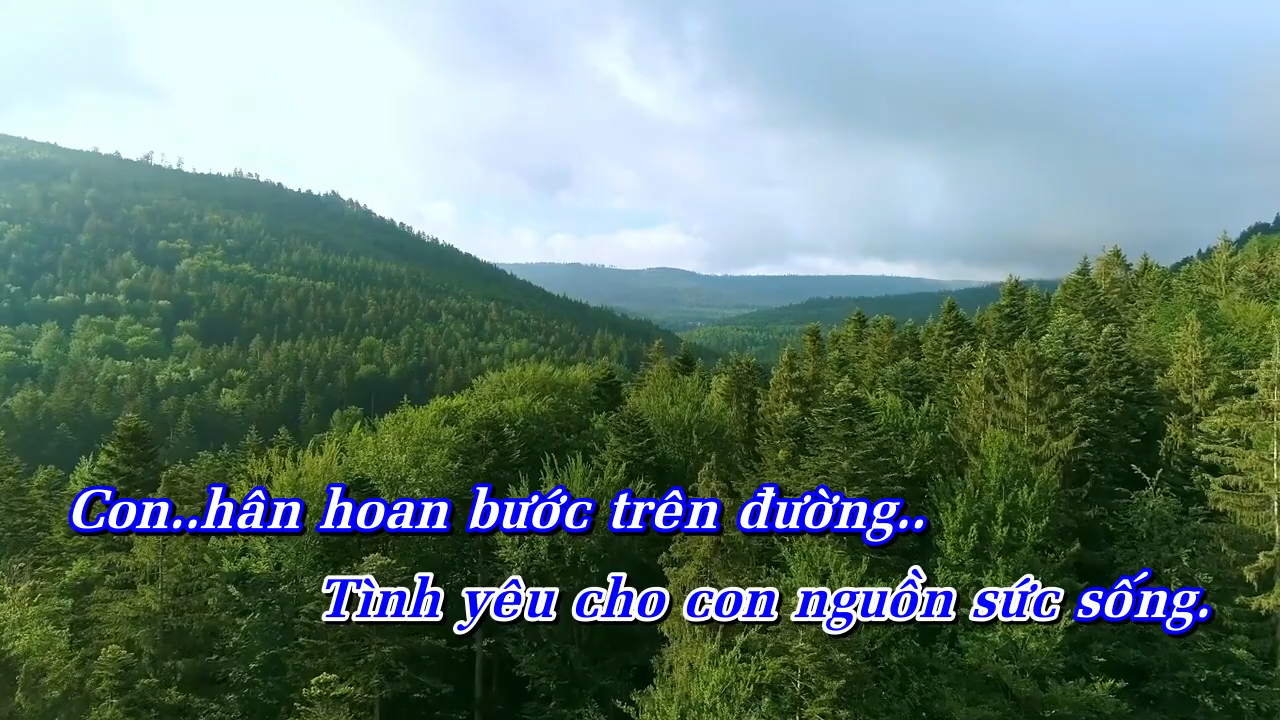 Con..hân hoan bước trên đường..
Tình yêu cho con nguồn sức sống.